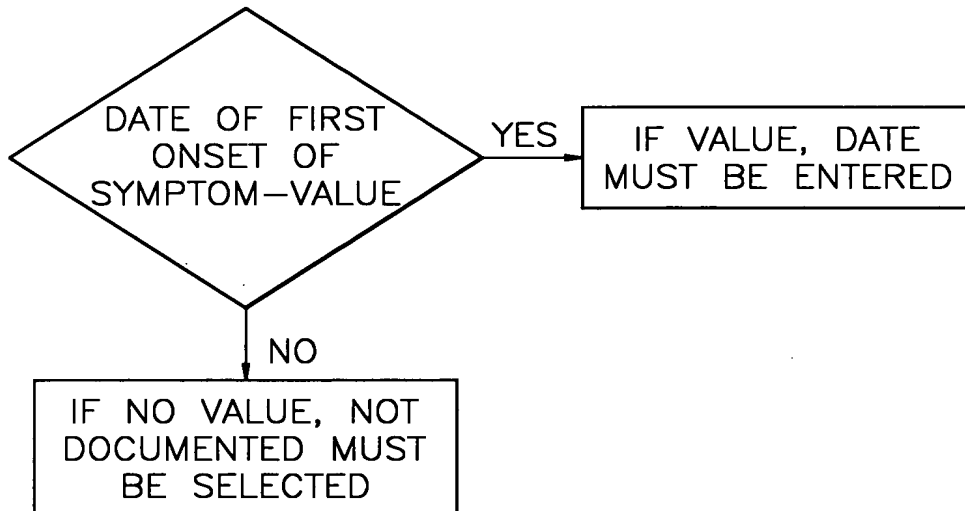 DATE OF FIRST
ONSET OF
SYMPTOM-VALUE
YES
IF VALUE, DATE
MUST BE ENTERED
NO
IF NO VALUE, NOT
DOCUMENTED MUST
BE SELECTED